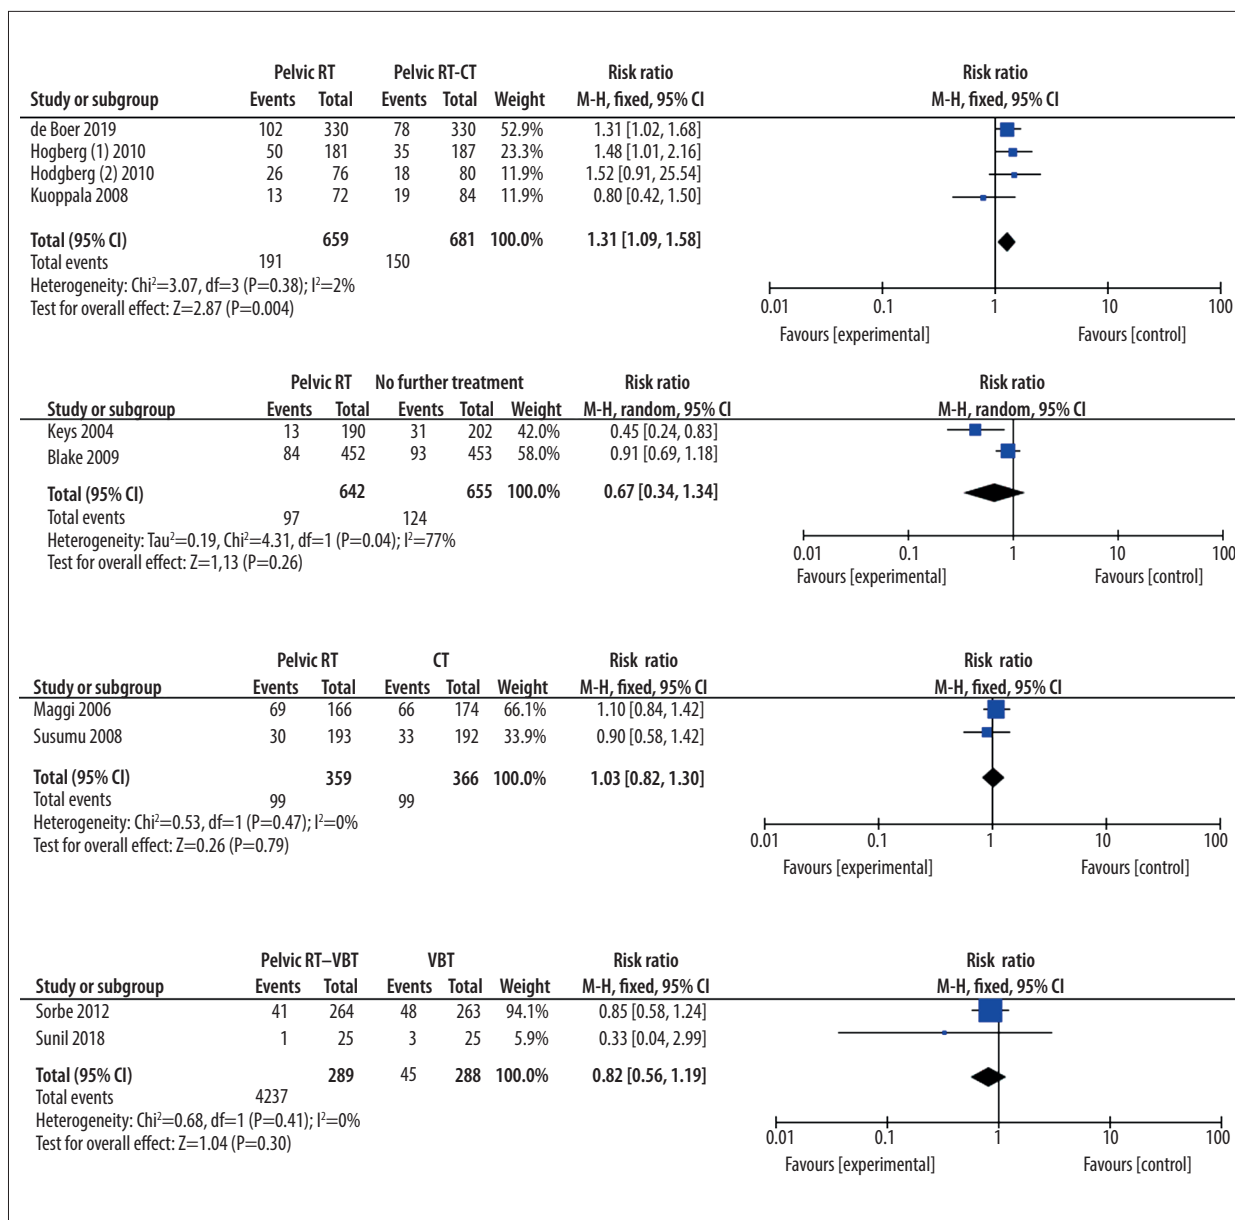 Pelvic RT Pelvic RT-CT Risk ratio Risk ratio
Study or subgroup Events Total Events Total Weight M-H, fixed, 95% CI M-H, fixed, 95% CI
de Boer 2019 102 330 78 330 52.9% 1.31 [1.02, 1.68]
Hogberg (1) 2010 50 181 35 187 23.3% 1.48 [1.01, 2.16]
Hodgberg (2) 2010 26 76 18 80 11.9% 1.52 [0.91, 25.54]
Kuoppala 2008 13 72 19 84 11.9% 0.80 [0.42, 1.50]
Total (95% CI) 659 681 100.0% 1.31 [1.09, 1.58]
Total events 191 150
Heterogeneity: Chi²=3.07, df=3 (P=0.38); I²=2%
Test for overall effect: Z=2.87 (P=0.004)
0.01 0.1 1 10 100
Favours [experimental] Favours [control]
Pelvic RT No further treatment Risk ratio Risk ratio
Study or subgroup Events Total Events Total Weight M-H, random, 95% CI M-H, random, 95% CI
Keys 2004 13 190 31 202 42.0% 0.45 [0.24, 0.83]
Blake 2009 84 452 93 453 58.0% 0.91 [0.69, 1.18]
Total (95% CI) 642 655 100.0% 0.67 [0.34, 1.34]
Total events 97 124
Heterogeneity: Tau²=0.19, Chi²=4.31, df=1 (P=0.04); I²=77%
Test for overall effect: Z=1,13 (P=0.26)
0.01 0.1 1 10 100
Favours [experimental] Favours [control]
Pelvic RT CT Risk ratio Risk ratio
Study or subgroup Events Total Events Total Weight M-H, fixed, 95% CI M-H, fixed, 95% CI
Maggi 2006 69 166 66 174 66.1% 1.10 [0.84, 1.42]
Susumu 2008 30 193 33 192 33.9% 0.90 [0.58, 1.42]
Total (95% CI) 359 366 100.0% 1.03 [0.82, 1.30]
Total events 99 99
Heterogeneity: Chi²=0.53, df=1 (P=0.47); I²=0%
Test for overall effect: Z=0.26 (P=0.79)
0.01 0.1 1 10 100
Favours [experimental] Favours [control]
Pelvic RT–VBT VBT Risk ratio Risk ratio
Study or subgroup Events Total Events Total Weight M-H, fixed, 95% CI M-H, fixed, 95% CI
Sorbe 2012 41 264 48 263 94.1% 0.85 [0.58, 1.24]
Sunil 2018 1 25 3 25 5.9% 0.33 [0.04, 2.99]
Total (95% CI) 289 45 288 100.0% 0.82 [0.56, 1.19]
Total events 4237
Heterogeneity: Chi²=0.68, df=1 (P=0.41); I²=0%
Test for overall effect: Z=1.04 (P=0.30)
0.01 0.1 1 10 100
Favours [experimental] Favours [control]